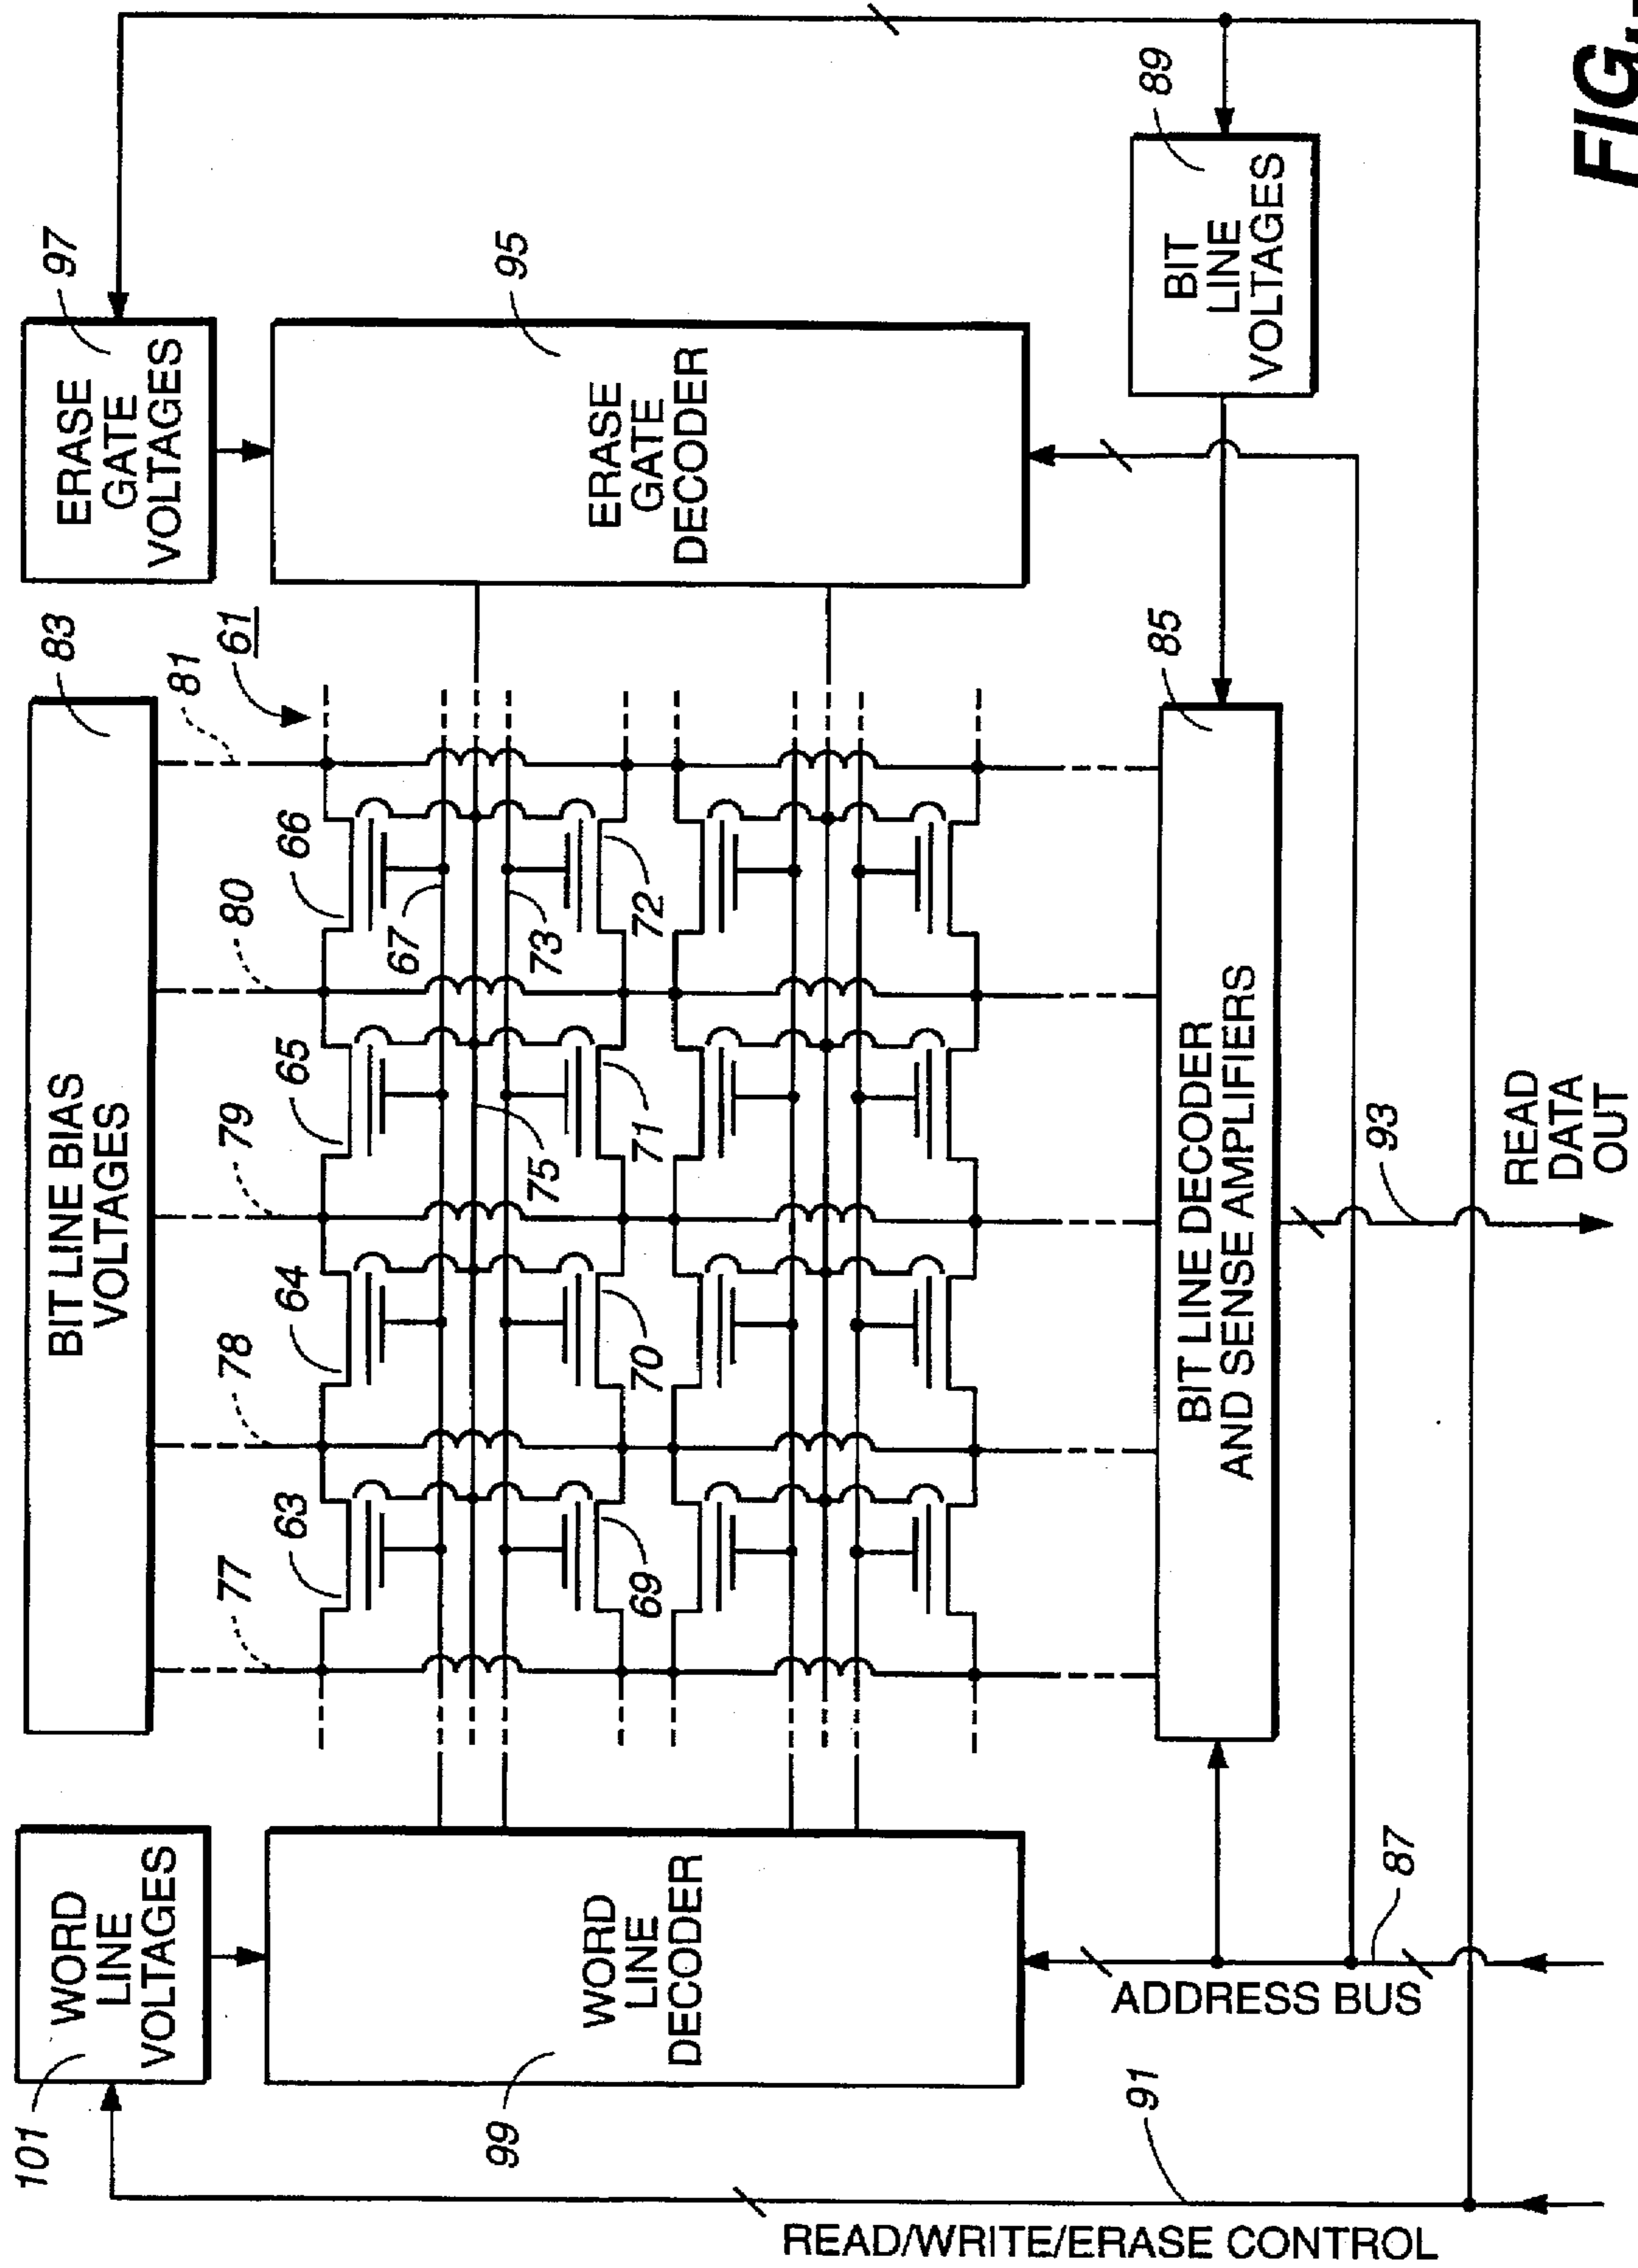 101
WORD
LINE
VOLTAGES
83
BIT LINE BIAS
VOLTAGES
97
ERASE
GATE
VOLTAGES
77
78
79
80
81
61
63
64
65
66
67
73
75
69
70
71
72
99
WORD
LINE
DECODER
95
ERASE
GATE
DECODER
85
BIT LINE DECODER
AND SENSE AMPLIFIERS
89
BIT
LINE
VOLTAGES
91
READ/WRITE/ERASE CONTROL
ADDRESS BUS
87
93
READ
DATA
OUT
FIG.